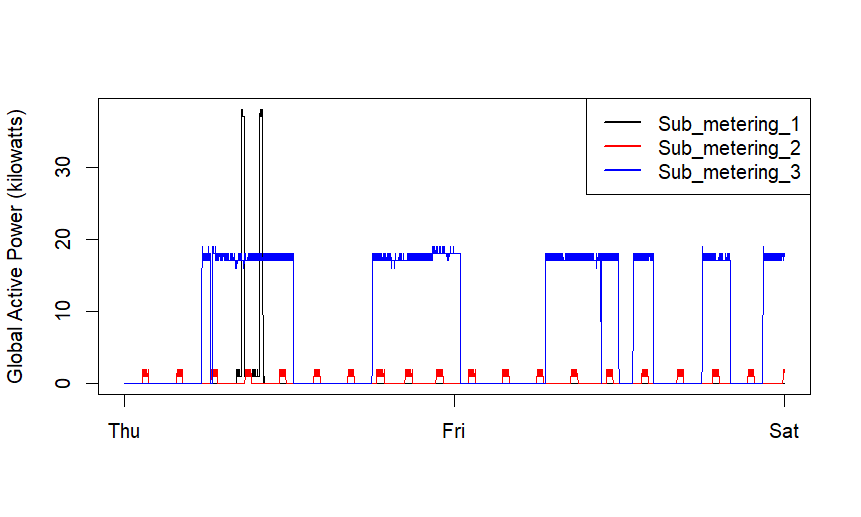 Global Active Power (kilowatts)
30
20
10
0
Sub_metering_1
Sub_metering_2
Sub_metering_3
Thu
Fri
Sat